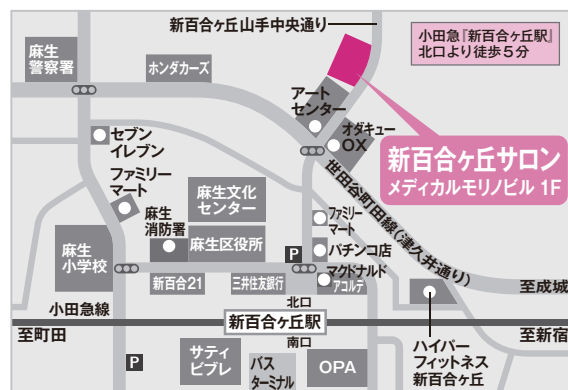 新百合ヶ丘山手中央通り
小田急『新百合ヶ丘駅』
北口より徒歩5分
麻生
警察署
ホンダカーズ
アート
センター
オダキュー
OX
新百合ヶ丘サロン
メディカルモリノビル 1F
セブン
イレブン
ファミリー
マート
麻生文化
センター
世田谷町田線(津久井通り)
麻生
消防署
麻生区役所
ファミリー
マート
麻生
小学校
P
パチンコ店
新百合21
三井住友銀行
マクドナルド
アコルデ
至成城
小田急線
北口
至町田
新百合ヶ丘駅
至新宿
南口
P
サティ
ビブレ
バス
ターミナル
OPA
ハイパー
フィットネス
新百合ヶ丘